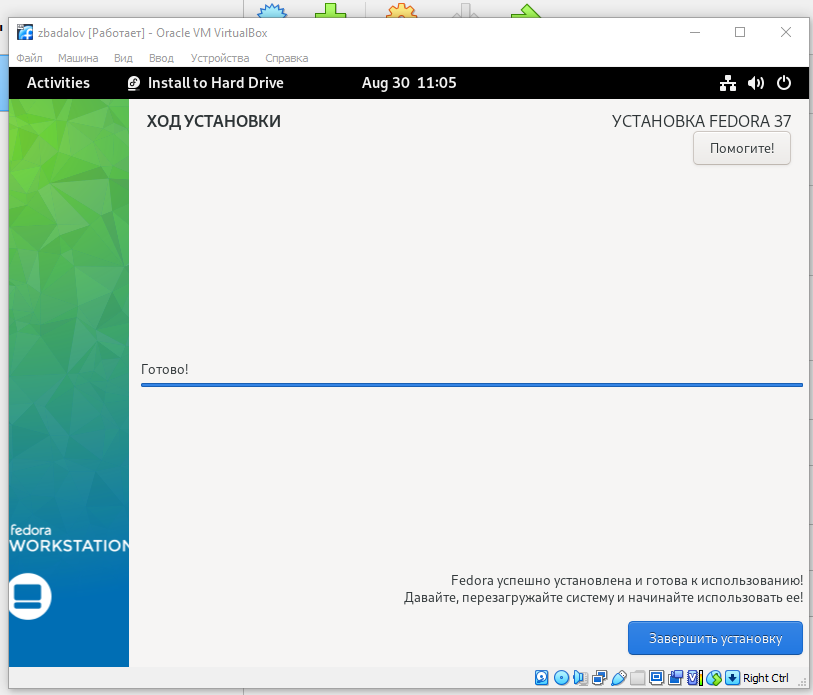 zbadalov [Работает] - Oracle VM VirtualBox
Файл Машина Вид Ввод Устройства Справка
Activities Install to Hard Drive Aug 30 11:05
ХОД УСТАНОВКИ УСТАНОВКА FEDORA 37
Помогите!
Готово!
fedora
WORKSTATION
Fedora успешно установлена и готова к использованию!
Давайте, перезагружайте систему и начинайте использовать ее!
Завершить установку
Right Ctrl